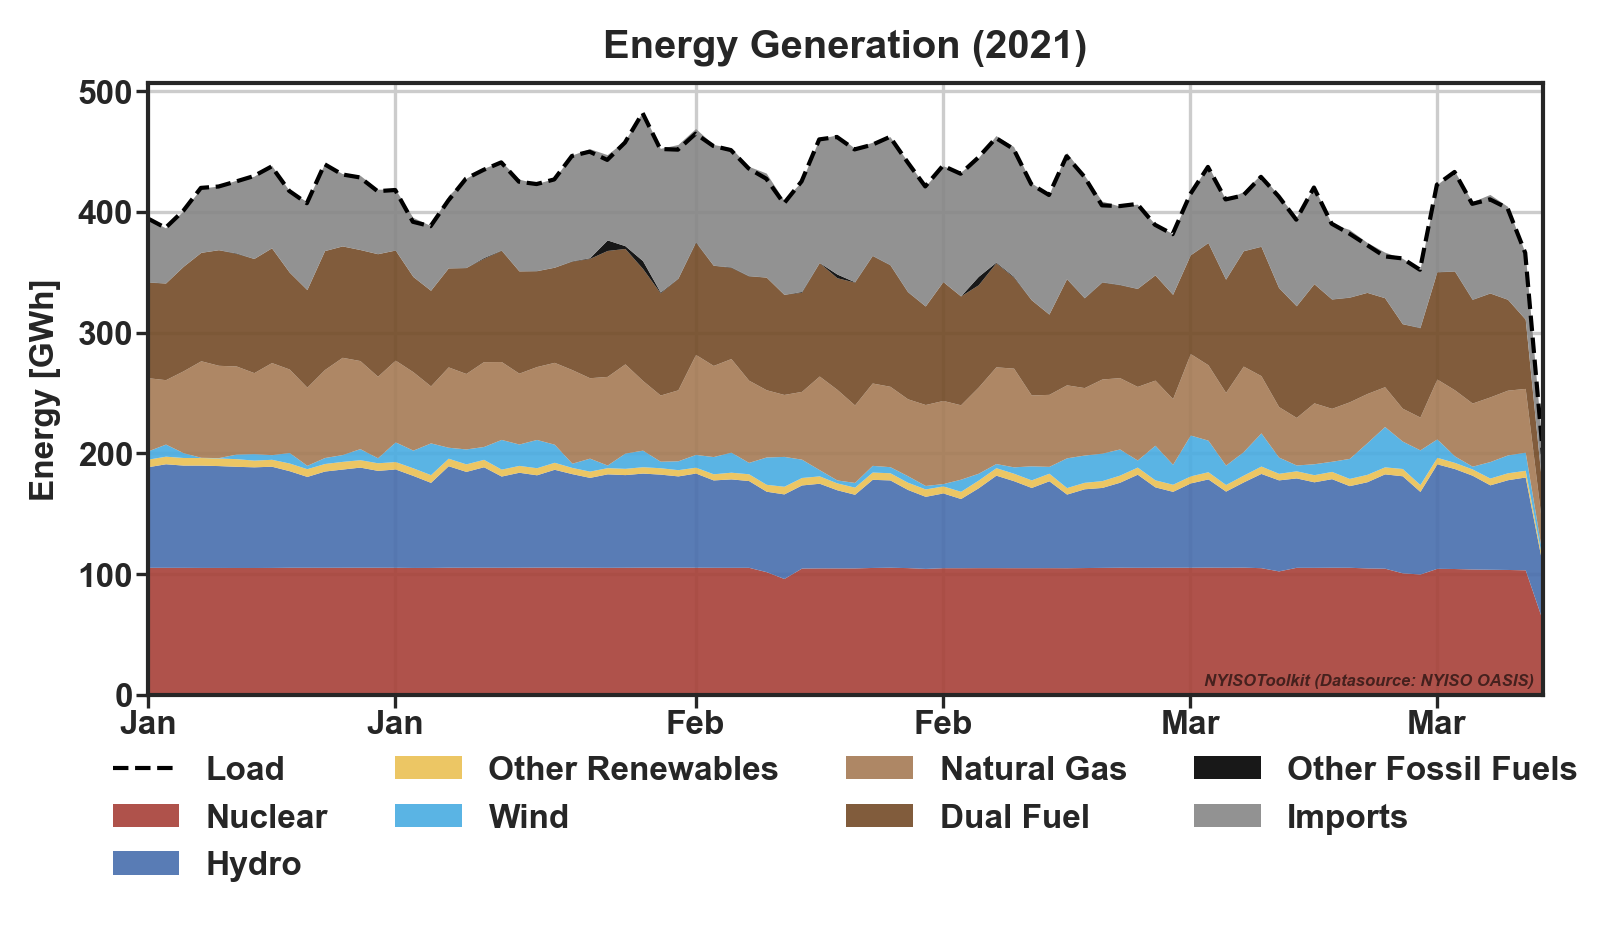 Energy Generation (2021)
Energy [GWh]
500
400
300
200
100
0
NYISOToolkit (Datasource: NYISO OASIS)
Jan Jan Feb Feb Mar Mar
Load Other Renewables Natural Gas Other Fossil Fuels
Nuclear Wind Dual Fuel Imports
Hydro